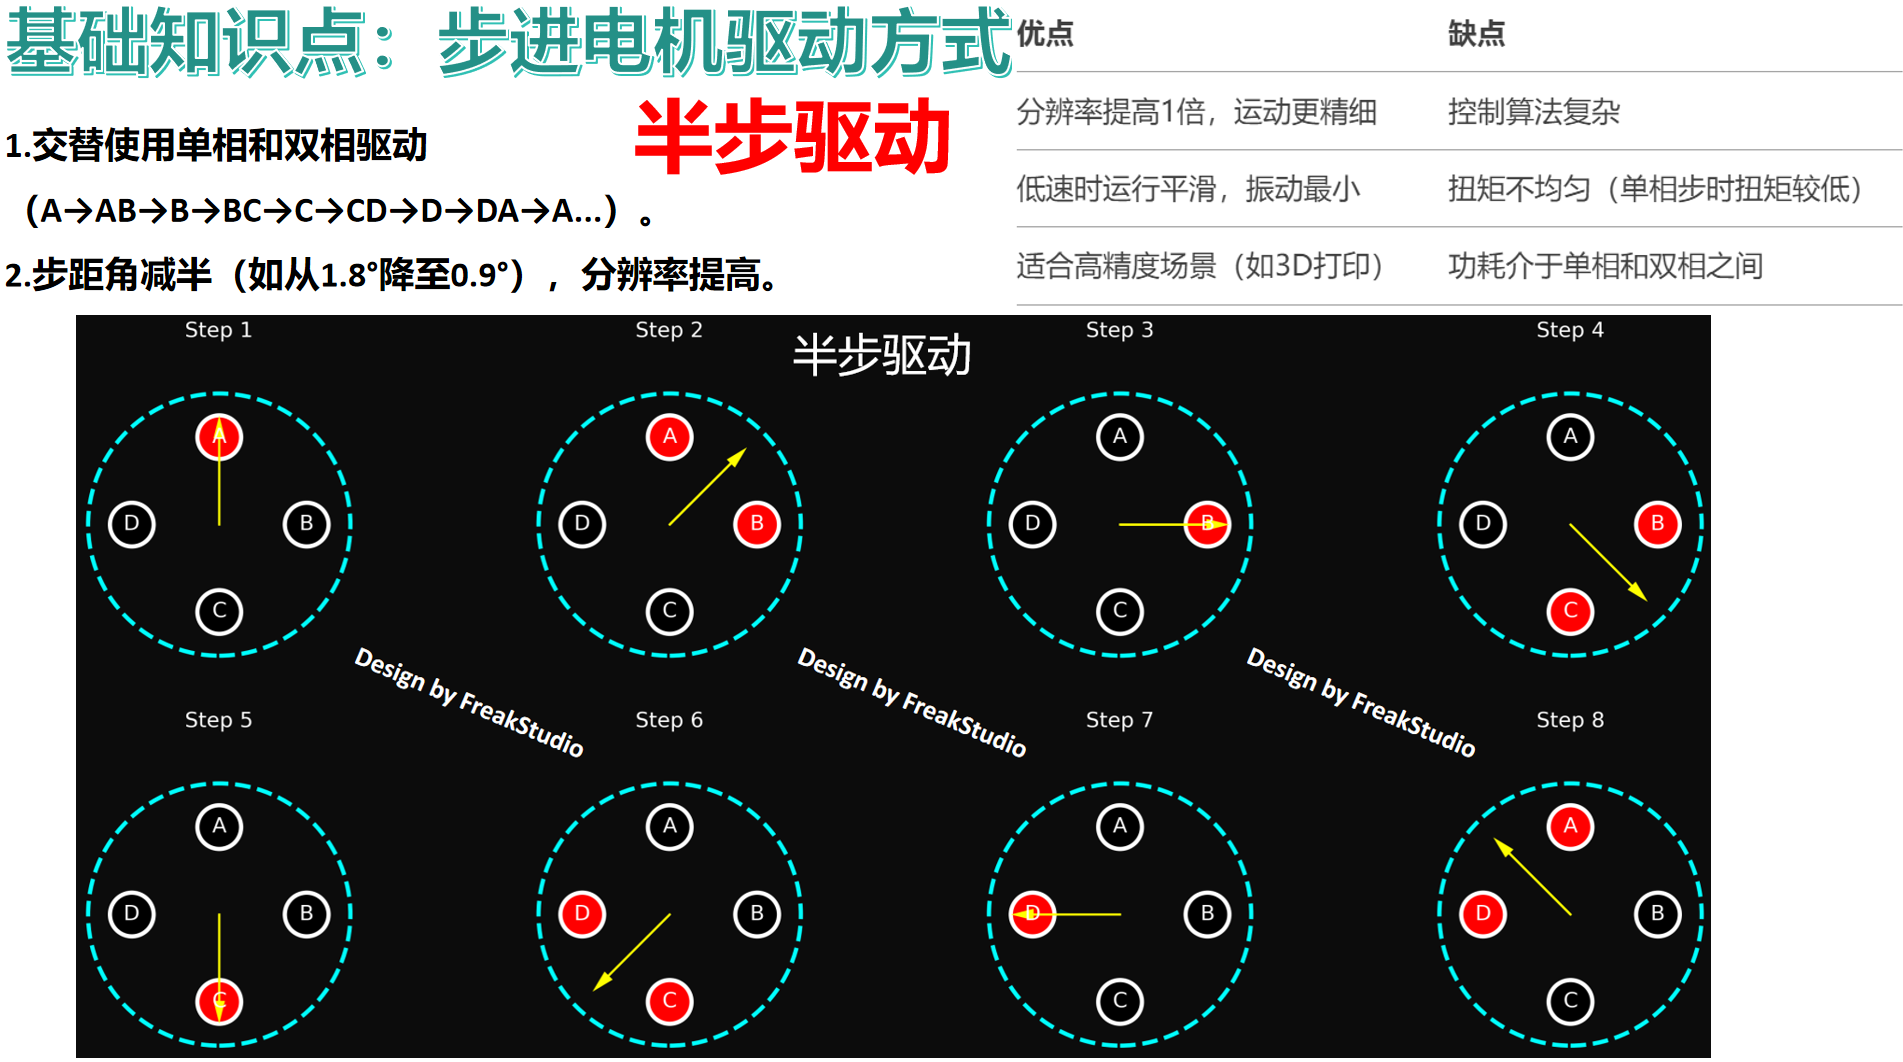 基础知识点：步进电机驱动方式
半步驱动
1.交替使用单相和双相驱动
（A→AB→B→BC→C→CD→D→DA→A...）。
2.步距角减半（如从1.8°降至0.9°），分辨率提高。
优点 缺点
分辨率提高1倍，运动更精细 控制算法复杂
低速时运行平滑，振动最小 扭矩不均匀（单相步时扭矩较低）
适合高精度场景（如3D打印） 功耗介于单相和双相之间
半步驱动
Step 1
A
D
B
C
Step 2
A
D
B
C
Step 3
A
D
B
C
Step 4
A
D
B
C
Design by FreakStudio
Design by FreakStudio
Design by FreakStudio
Step 5
A
D
B
C
Step 6
A
D
B
C
Step 7
A
D
B
C
Step 8
A
D
B
C